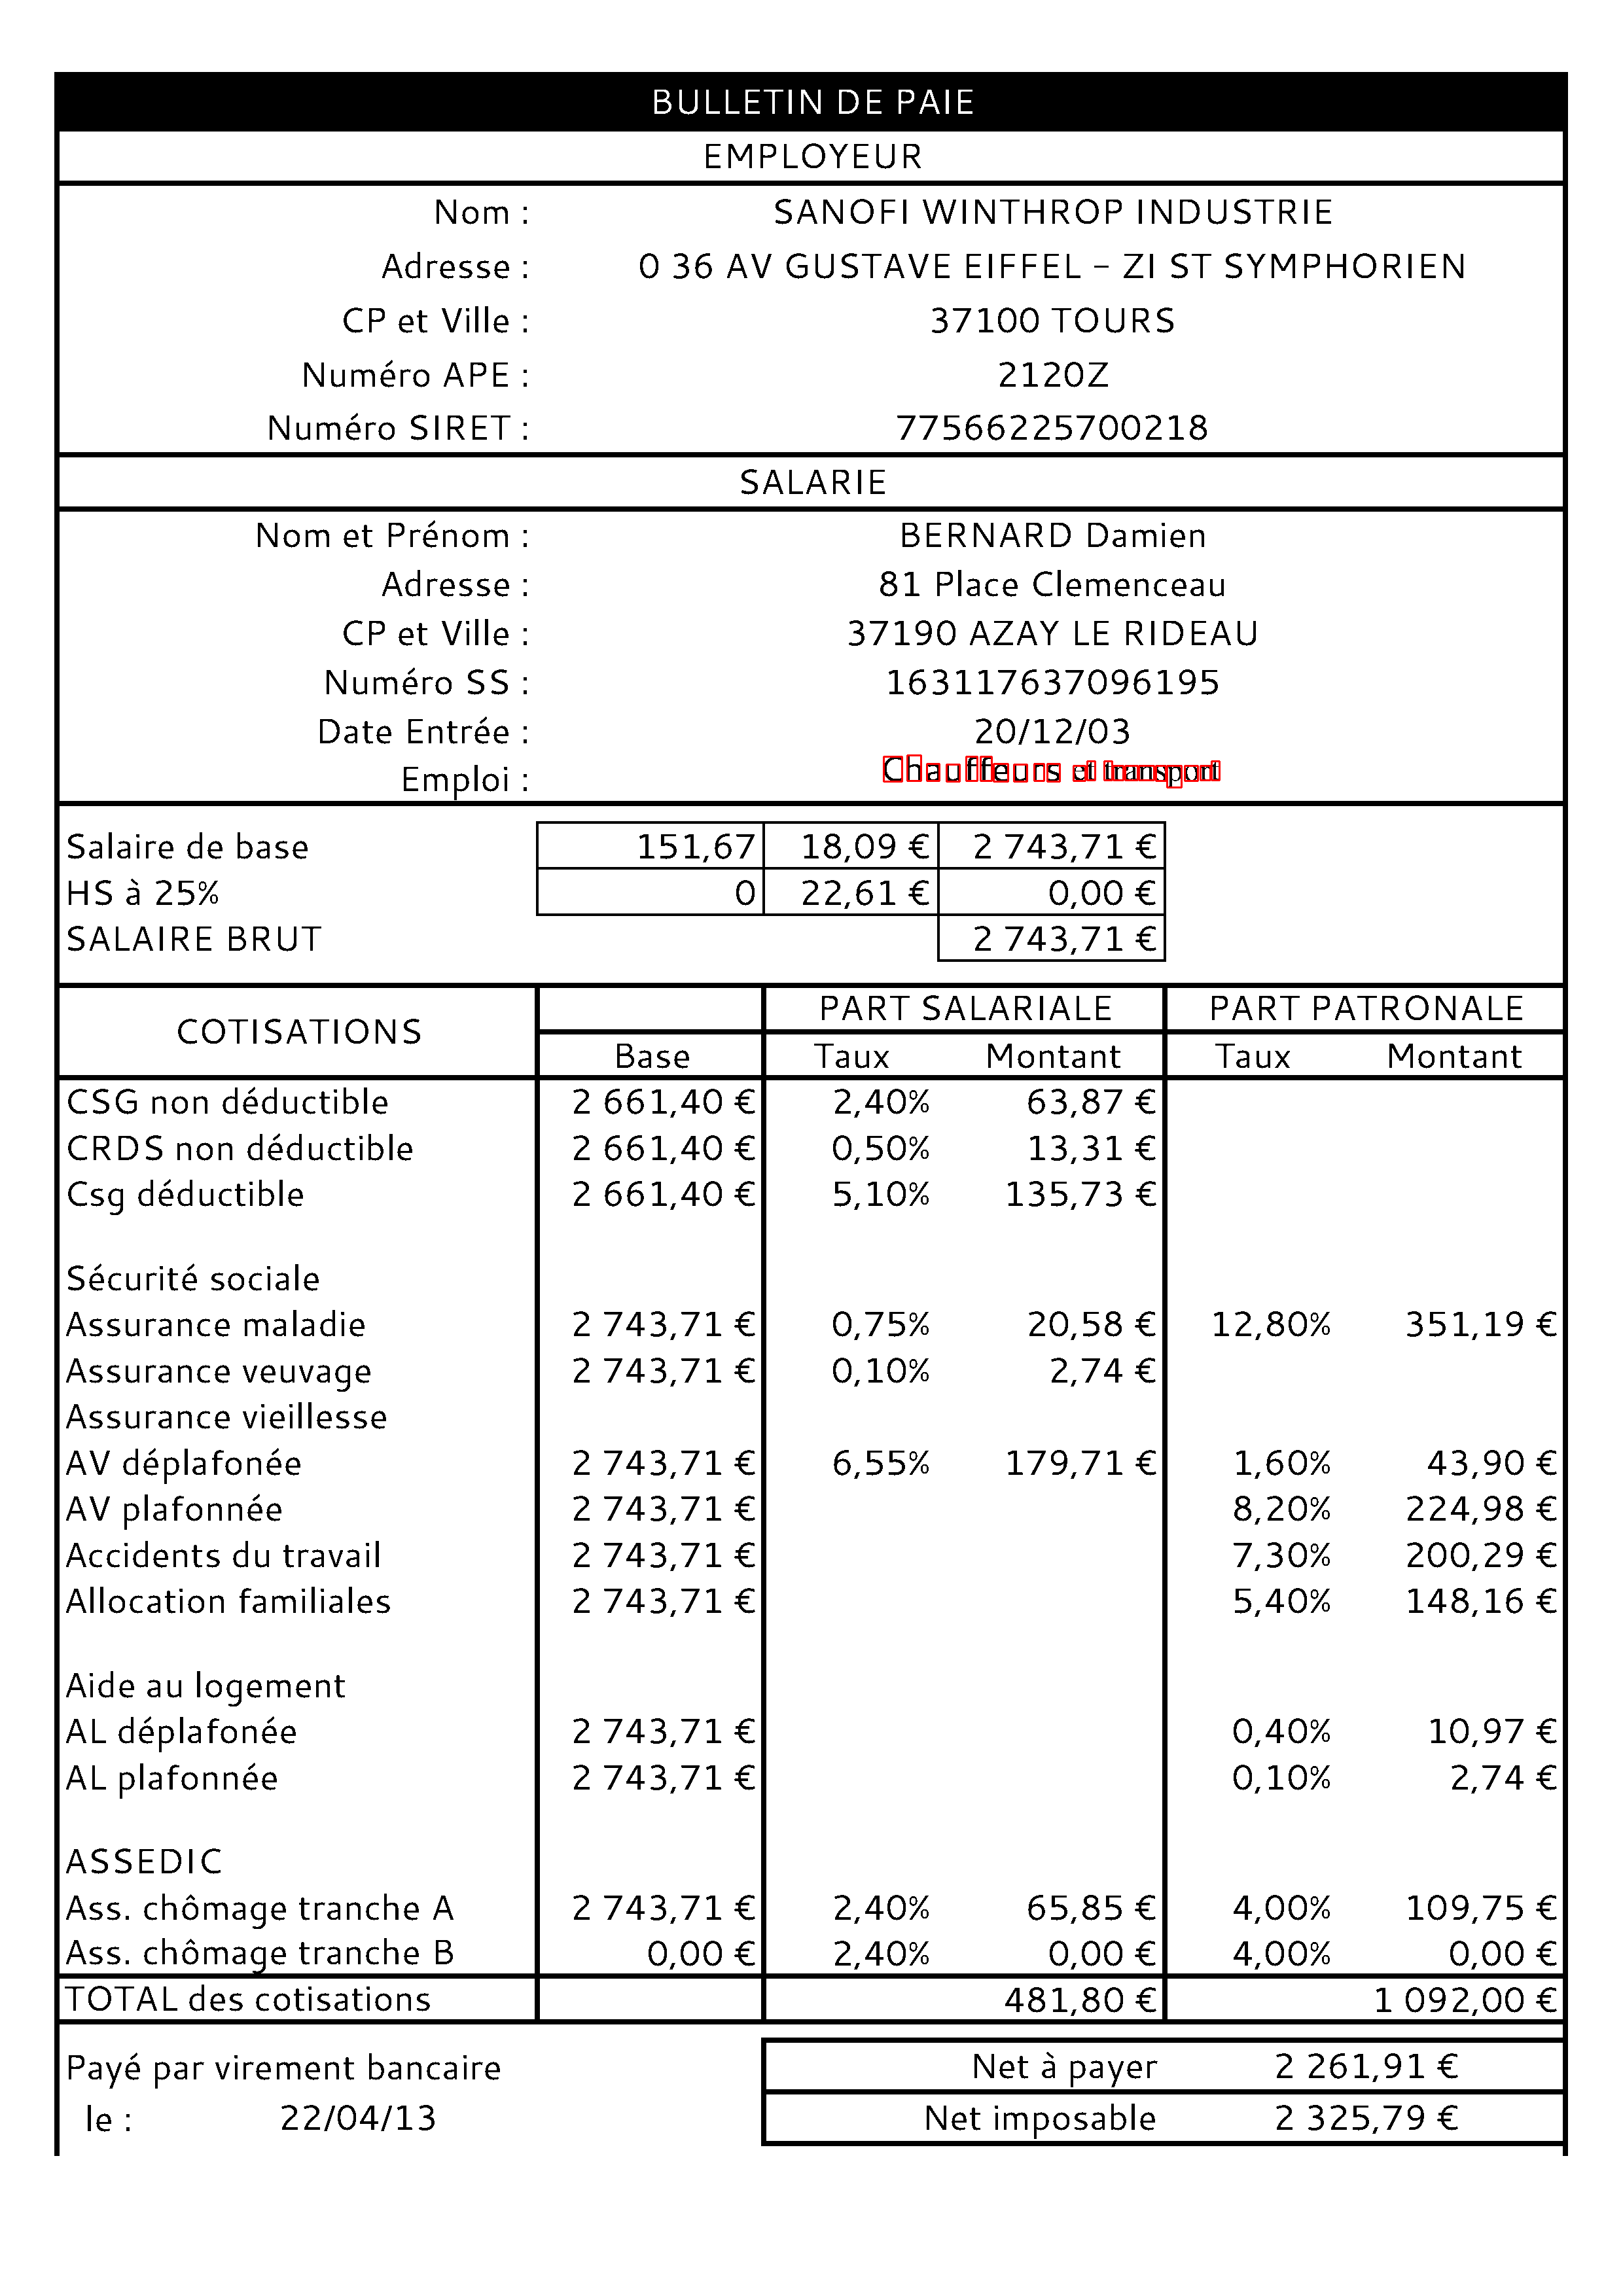 BULLETIN DE PAIE
EMPLOYEUR
Nom : SANOFI WINTHROP INDUSTRIE
Adresse : 0 36 AV GUSTAVE EIFFEL - ZI ST SYMPHORIEN
CP et Ville : 37100 TOURS
Numéro APE : 2120Z
Numéro SIRET : 77566225700218
SALARIE
Nom et Prénom : BERNARD Damien
Adresse : 81 Place Clemenceau
CP et Ville : 37190 AZAY LE RIDEAU
Numéro SS : 163117637096195
Date Entrée : 20/12/03
Emploi : Chauffeurs et transport
Salaire de base 151,67 18,09 € 2 743,71 €
HS à 25% 0 22,61 € 0,00 €
SALAIRE BRUT 2 743,71 €
COTISATIONS PART SALARIALE PART PATRONALE
Base Taux Montant Taux Montant
CSG non déductible 2 661,40 € 2,40% 63,87 €
CRDS non déductible 2 661,40 € 0,50% 13,31 €
Csg déductible 2 661,40 € 5,10% 135,73 €
Sécurité sociale
Assurance maladie 2 743,71 € 0,75% 20,58 € 12,80% 351,19 €
Assurance veuvage 2 743,71 € 0,10% 2,74 €
Assurance vieillesse
AV déplafonée 2 743,71 € 6,55% 179,71 € 1,60% 43,90 €
AV plafonnée 2 743,71 € 8,20% 224,98 €
Accidents du travail 2 743,71 € 7,30% 200,29 €
Allocation familiales 2 743,71 € 5,40% 148,16 €
Aide au logement
AL déplafonée 2 743,71 € 0,40% 10,97 €
AL plafonnée 2 743,71 € 0,10% 2,74 €
ASSEDIC
Ass. chômage tranche A 2 743,71 € 2,40% 65,85 € 4,00% 109,75 €
Ass. chômage tranche B 0,00 € 2,40% 0,00 € 4,00% 0,00 €
TOTAL des cotisations 481,80 € 1 092,00 €
Payé par virement bancaire Net à payer 2 261,91 €
le : 22/04/13 Net imposable 2 325,79 €